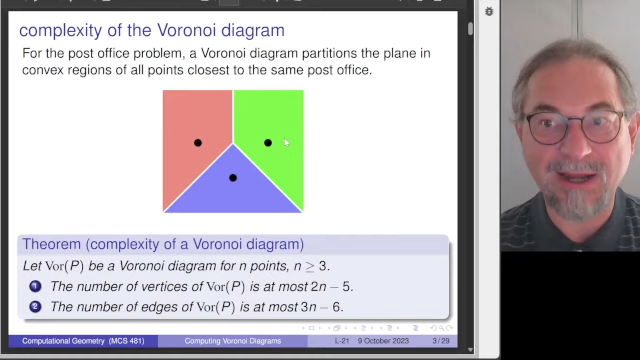 complexity of the Voronoi diagram
For the post office problem, a Voronoi diagram partitions the plane in
convex regions of all points closest to the same post office.
Theorem (complexity of a Voronoi diagram)
Let Vor(P) be a Voronoi diagram for n points, n ≥ 3.
1 The number of vertices of Vor(P) is at most 2n − 5.
2 The number of edges of Vor(P) is at most 3n − 6.
Computational Geometry (MCS 481) Computing Voronoi Diagrams L-21 9 October 2023 3 / 29